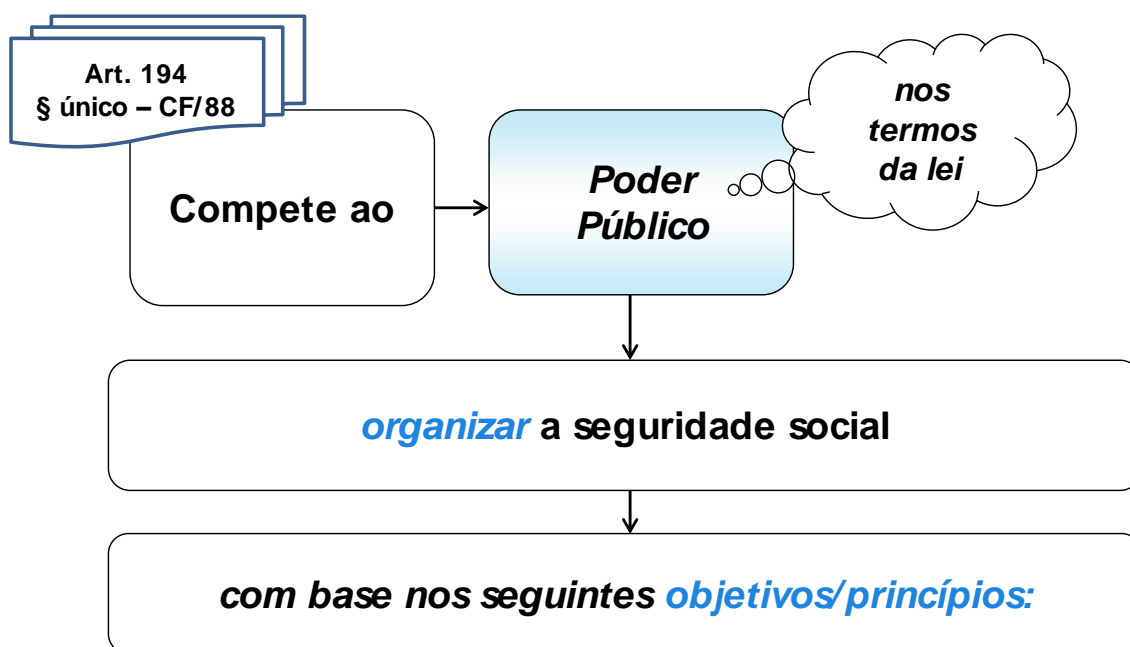 Art. 194
§ único – CF/88
Compete ao
Poder
Público
nos
termos
da lei
organizar a seguridade social
com base nos seguintes objetivos/princípios: